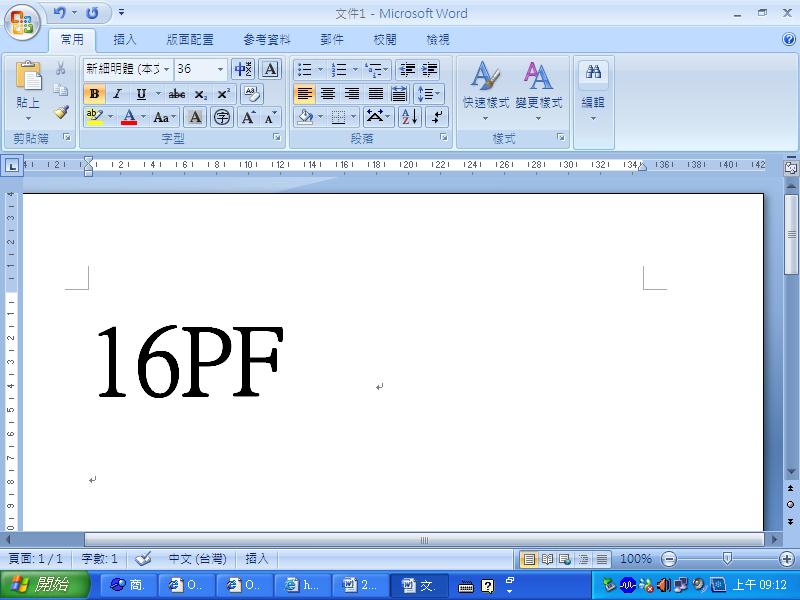 文件1 - Microsoft Word
常用 插入 版面配置 參考資料 郵件 校閱 檢視
新細明體 (本文 36
貼上 快速樣式 變更樣式 編輯
剪貼簿 字型 段落 樣式
16PF
頁面: 1 / 1 字數: 1 中文 (台灣) 插入 100%
開始 商. O.. O.. h... 2... 文. 上午 09:12